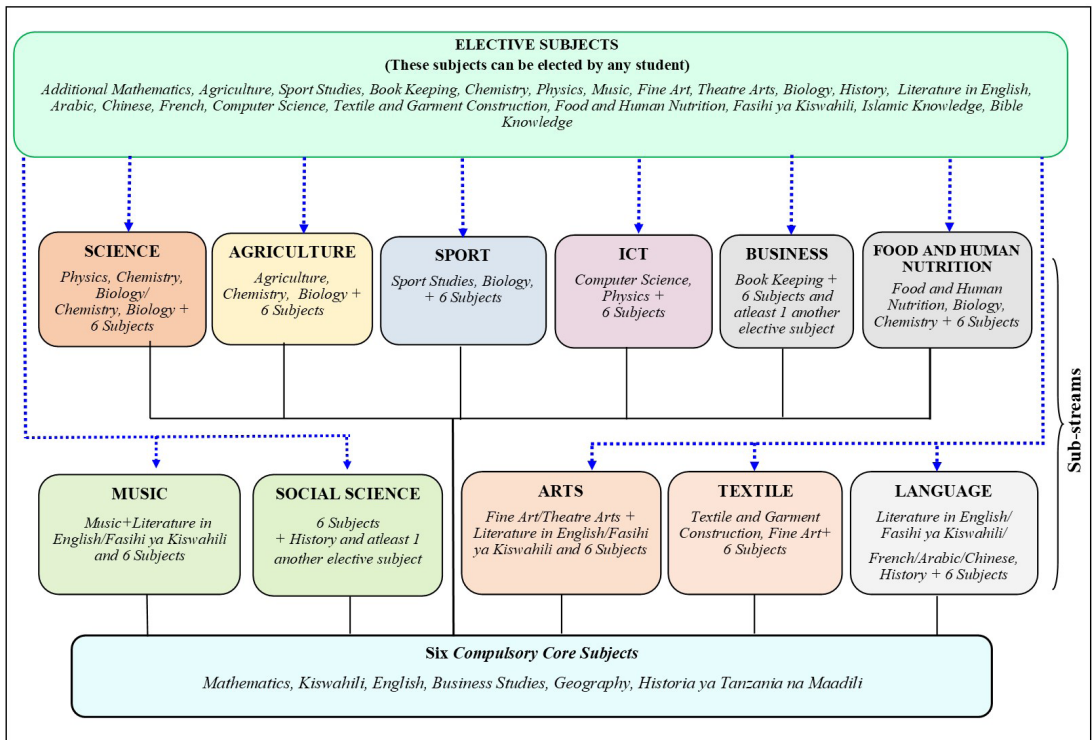 ELECTIVE SUBJECTS
(These subjects can be elected by any student)
Additional Mathematics, Agriculture, Sport Studies, Book Keeping, Chemistry, Physics, Music, Fine Art, Theatre Arts, Biology, History, Literature in English,
Arabic, Chinese, French, Computer Science, Textile and Garment Construction, Food and Human Nutrition, Fasihi ya Kiswahili, Islamic Knowledge, Bible
Knowledge
SCIENCE
Physics, Chemistry,
Biology/
Chemistry, Biology +
6 Subjects
AGRICULTURE
Agriculture,
Chemistry, Biology +
6 Subjects
SPORT
Sport Studies, Biology,
+ 6 Subjects
ICT
Computer Science,
Physics +
6 Subjects
BUSINESS
Book Keeping +
6 Subjects and
atleast 1 another
elective subject
FOOD AND HUMAN
NUTRITION
Food and Human
Nutrition, Biology,
Chemistry + 6 Subjects
Sub-streams
MUSIC
Music+Literature in
English/Fasihi ya Kiswahili
and 6 Subjects
SOCIAL SCIENCE
6 Subjects
+ History and atleast 1
another elective subject
ARTS
Fine Art/Theatre Arts +
Literature in English/Fasihi
ya Kiswahili and 6 Subjects
TEXTILE
Textile and Garment
Construction, Fine Art+
6 Subjects
LANGUAGE
Literature in English/
Fasihi ya Kiswahili/
French/Arabic/Chinese,
History + 6 Subjects
Six Compulsory Core Subjects
Mathematics, Kiswahili, English, Business Studies, Geography, Historia ya Tanzania na Maadili